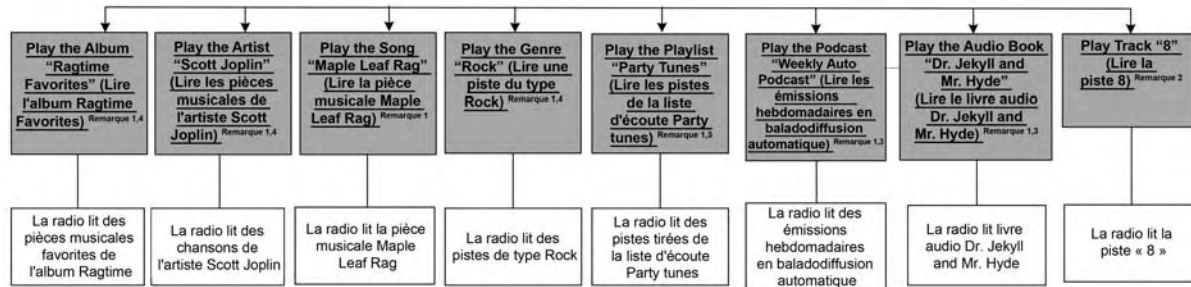 Play the Album
“Ragtime
Favorites” (Lire
l'album Ragtime
Favorites) Remarque 1,4
Play the Artist
“Scott Joplin”
(Lire les pièces
musicales de
l'artiste Scott
Joplin) Remarque 1,4
Play the Song
“Maple Leaf Rag”
(Lire la pièce
musicale Maple
Leaf Rag) Remarque 1
Play the Genre
“Rock” (Lire une
piste du type
Rock) Remarque 1,4
Play the Playlist
“Party Tunes”
(Lire les pistes
de la liste
d'écoute Party
tunes) Remarque 1,3
Play the Podcast
“Weekly Auto
Podcast” (Lire les
émissions
hebdomadaires en
baladodiffusion
automatique) Remarque 1,3
Play the Audio Book
“Dr. Jekyll and
Mr. Hyde”
(Lire le livre audio
Dr. Jekyll and
Mr. Hyde) Remarque 1,3
Play Track “8”
(Lire la
piste 8) Remarque 2
La radio lit des
pièces musicales
favorites de
l'album Ragtime
La radio lit des
chansons de
l'artiste Scott Joplin
La radio lit la pièce
musicale Maple
Leaf Rag
La radio lit des
pistes de type Rock
La radio lit des
pistes tirées de
la liste d'écoute
Party tunes
La radio lit des
émissions
hebdomadaires
en baladodiffusion
automatique
La radio lit livre
audio Dr. Jekyll
and Mr. Hyde
La radio lit la
piste « 8 »